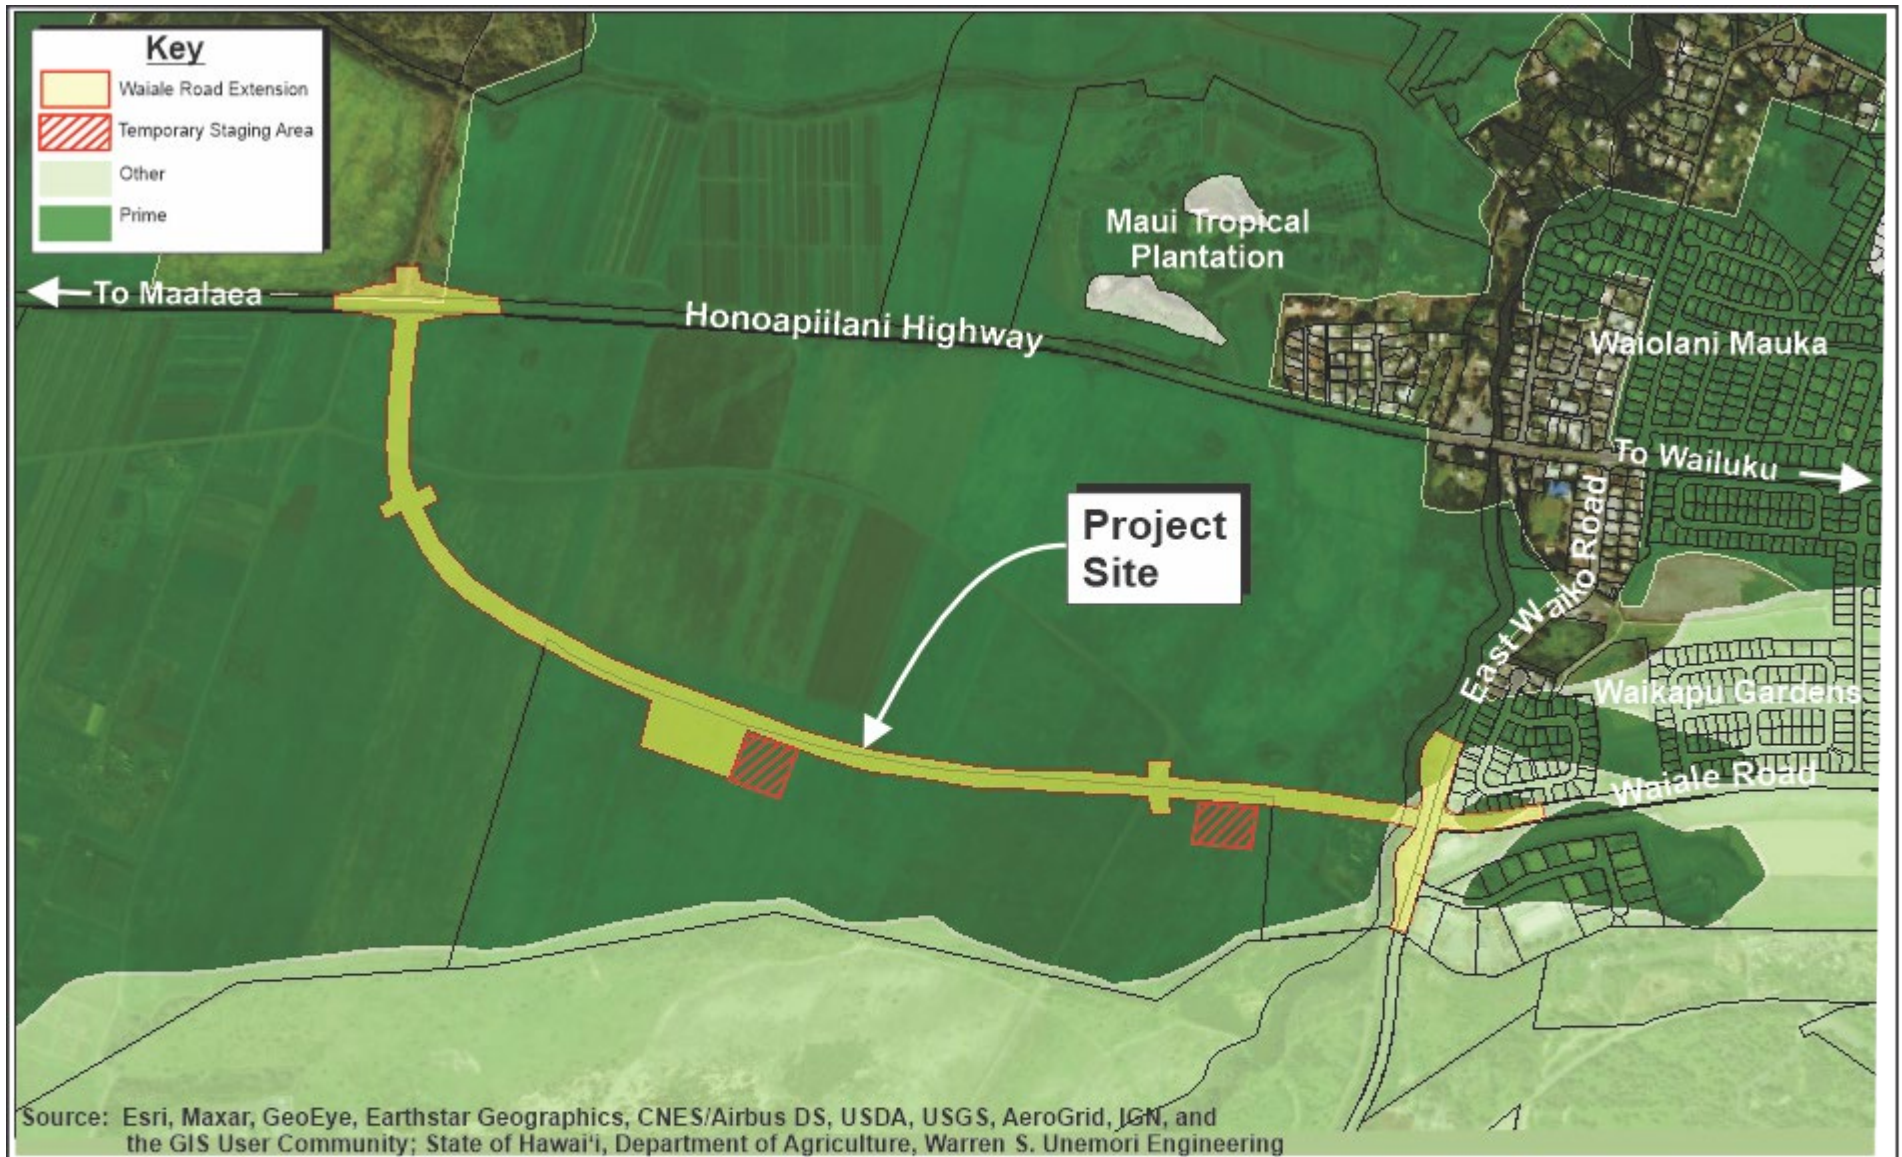 Key
Waiale Road Extension
Temporary Staging Area
Other
Prime
Maui Tropical
Plantation
To Maalaea
Honoapiilani Highway
Waiolani Mauka
To Wailuku
Project
Site
East Waiko Road
Waikapu Gardens
Waiale Road
Source: Esri, Maxar, GeoEye, Earthstar Geographics, CNES/Airbus DS, USDA, USGS, AeroGrid, IGN, and
the GIS User Community; State of Hawai‘i, Department of Agriculture, Warren S. Unemori Engineering